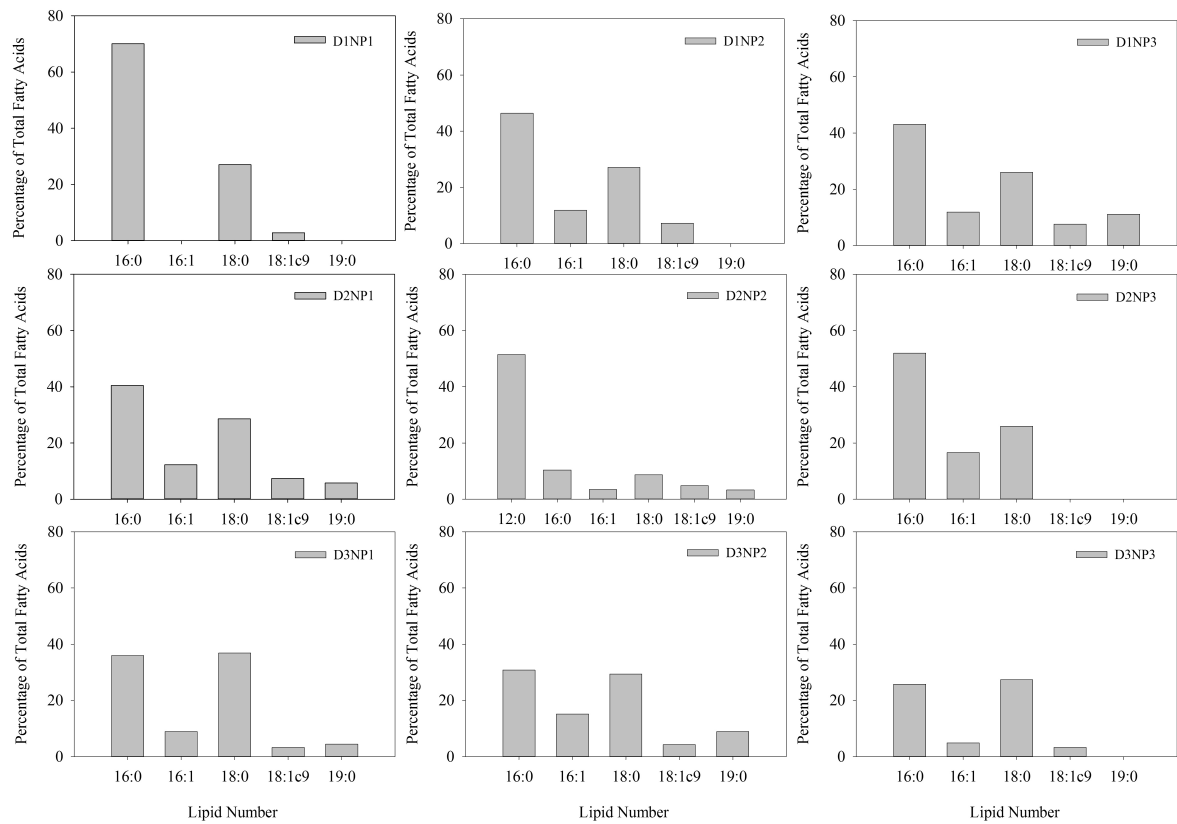 Percentage of Total Fatty Acids
80
60
40
20
0
D1NP1
16:0 16:1 18:0 18:1c9 19:0
Percentage of Total Fatty Acids
80
60
40
20
0
D1NP2
16:0 16:1 18:0 18:1c9 19:0
Percentage of Total Fatty Acids
80
60
40
20
0
D1NP3
16:0 16:1 18:0 18:1c9 19:0
Percentage of Total Fatty Acids
80
60
40
20
0
D2NP1
16:0 16:1 18:0 18:1c9 19:0
Percentage of Total Fatty Acids
80
60
40
20
0
D2NP2
12:0 16:0 16:1 18:0 18:1c9 19:0
Percentage of Total Fatty Acids
80
60
40
20
0
D2NP3
16:0 16:1 18:0 18:1c9 19:0
Percentage of Total Fatty Acids
80
60
40
20
0
D3NP1
16:0 16:1 18:0 18:1c9 19:0
Lipid Number
Percentage of Total Fatty Acids
80
60
40
20
0
D3NP2
16:0 16:1 18:0 18:1c9 19:0
Lipid Number
Percentage of Total Fatty Acids
80
60
40
20
0
D3NP3
16:0 16:1 18:0 18:1c9 19:0
Lipid Number